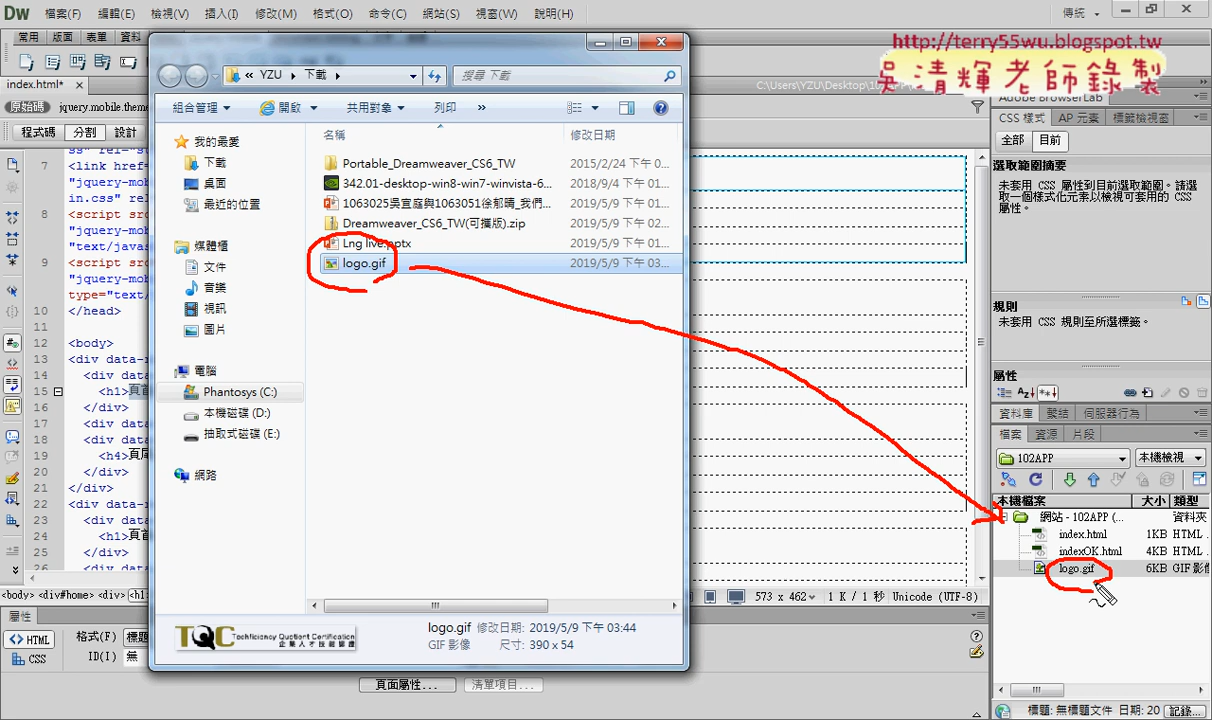 Dw 檔案(F) 編輯(E) 檢視(V) 插入(I) 修改(M) 格式(O) 命令(C) 網站(S) 視窗(W) 說明(H) 傳統
常用 版面 表單 資料
http://terry55wu.blogspot.tw
吳清輝老師錄製
index.html*
C:\Users\YZU\Desktop\10
原始碼 jquery.mobile.theme
程式碼 分割 設計
« YZU 下載
搜尋 下載
組合管理 開啟 共用對象 列印 »
我的最愛
下載
桌面
最近的位置
媒體櫃
文件
音樂
視訊
圖片
電腦
Phantosys (C:)
本機磁碟 (D:)
抽取式磁碟 (E:)
網路
名稱 修改日期
Portable_Dreamweaver_CS6_TW 2015/2/24 下午 0...
342.01-desktop-win8-win7-winvista-6... 2018/9/4 下午 01...
1063025吳宜庭與1063051徐郁晴_我們... 2019/5/9 下午 01...
Dreamweaver_CS6_TW(可攜版).zip 2019/5/9 下午 02...
Lng live.pptx 2019/5/9 下午 01...
logo.gif 2019/5/9 下午 03...
TQC Techficiency Quotient Certification
企業人才技能認證
logo.gif 修改日期: 2019/5/9 下午 03:44
GIF 影像 尺寸: 390 x 54
7 <link href=
"jquery-mob
in.css" rel
8 <script src
"jquery-mob
"text/javas
9 <script src
"jquery-mob
type="text/
10 </head>
11
12 <body>
13 <div data-r
14 <div data
15 <h1>頁首
16 </div>
17 <div data
18 <div data
19 <h4>頁尾
20 </div>
21 </div>
22 <div data-r
23 <div data
24 <h1>頁首
25 </div>
26 <div data
<body> <div#home> <div> <h1
573 x 462 1 K / 1 秒 Unicode (UTF-8)
屬性
HTML 格式(F) 標題
CSS ID(I) 無
頁面屬性... 清單項目...
Adobe BrowserLab
CSS 樣式 AP 元素 標籤檢視器
全部 目前
選取範圍摘要
未套用 CSS 屬性到目前選取範圍。請選
取一個樣式化元素以檢視可套用的 CSS
屬性。
規則
未套用 CSS 規則至所選標籤。
屬性
資料庫 繫結 伺服器行為
檔案 資源 片段
102APP 本機檢視
本機檔案 大小 類型
網站 - 102APP (... 資料夾
index.html 1KB HTML .
indexOK.html 4KB HTML .
logo.gif 6KB GIF影像
標題: 無標題文件 日期: 20 記錄...